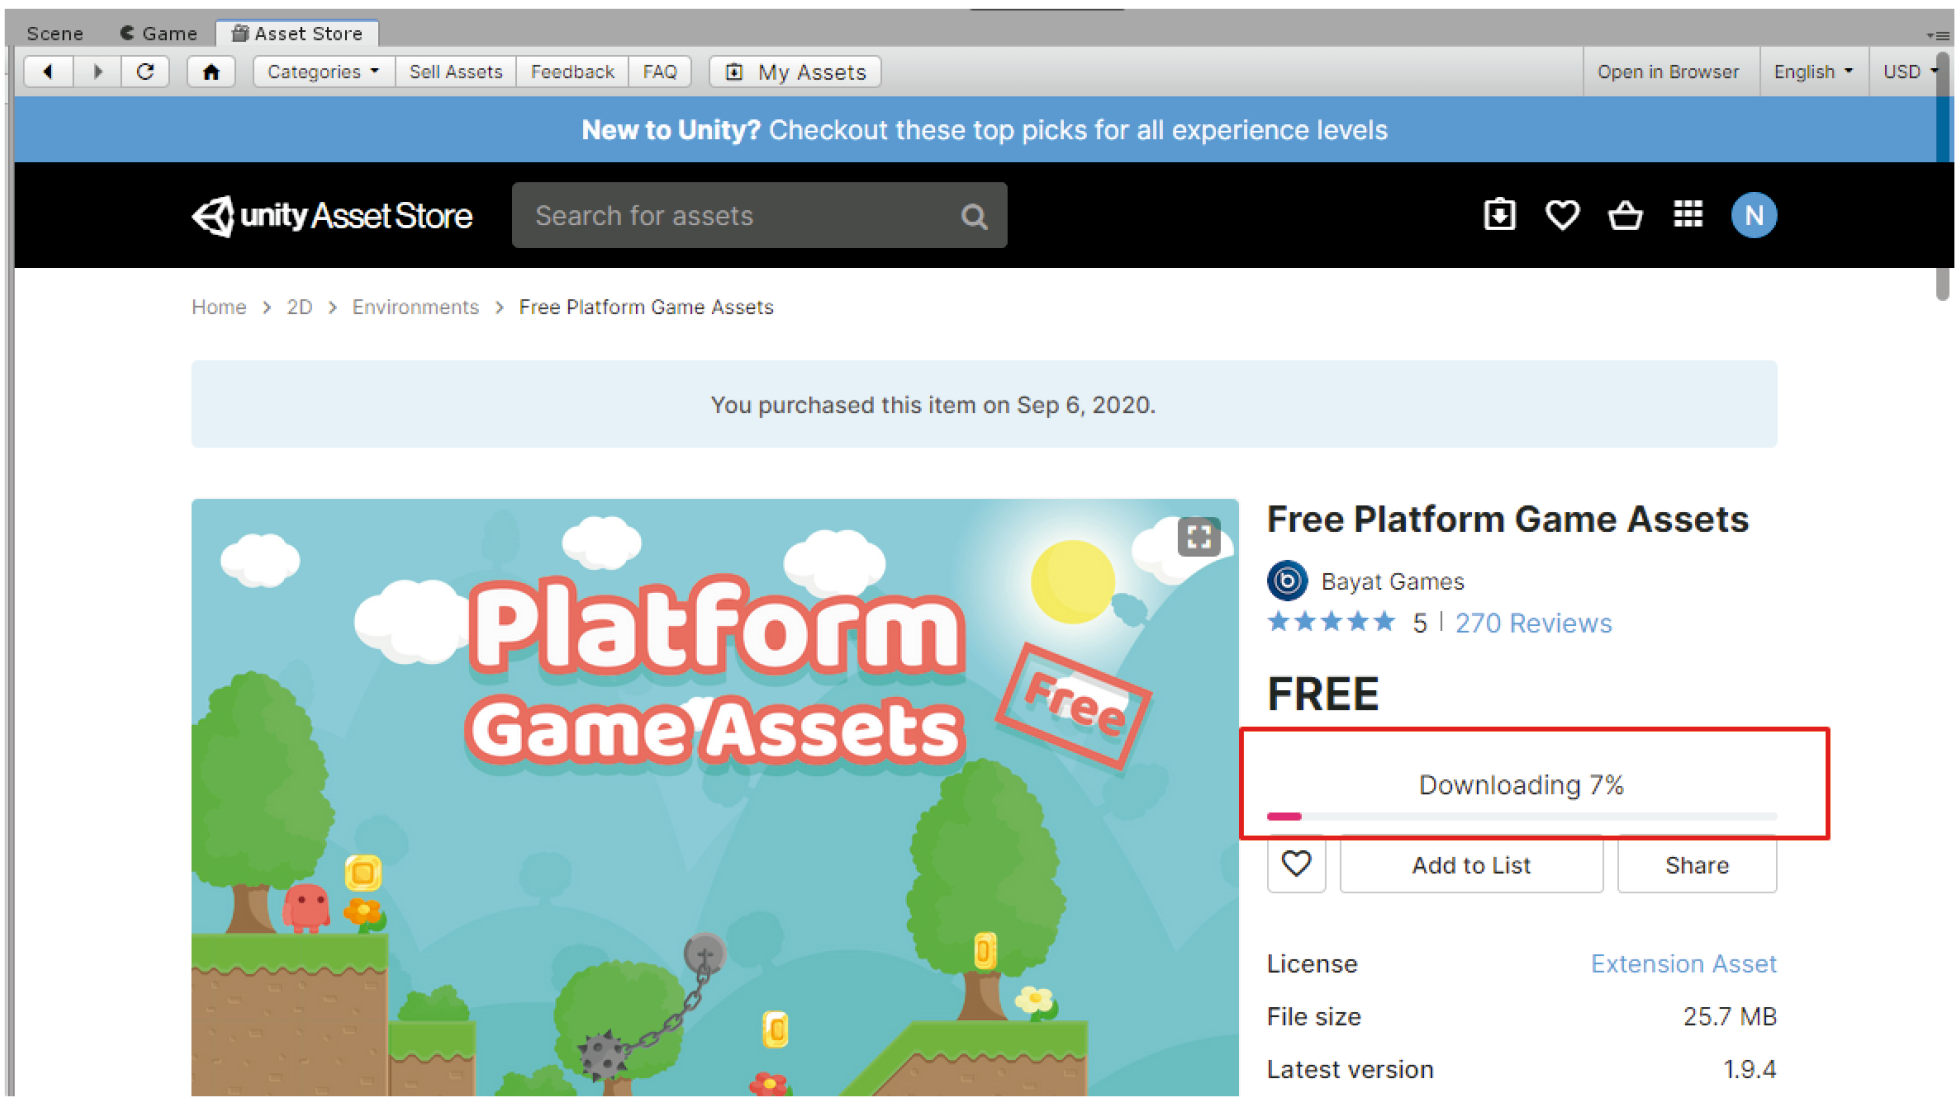 Scene Game Asset Store
Categories Sell Assets Feedback FAQ My Assets Open in Browser English USD
New to Unity? Checkout these top picks for all experience levels
unity Asset Store Search for assets N
Home > 2D > Environments > Free Platform Game Assets
You purchased this item on Sep 6, 2020.
Platform
Game Assets
Free
Free Platform Game Assets
Bayat Games
5 | 270 Reviews
FREE
Downloading 7%
Add to List Share
License Extension Asset
File size 25.7 MB
Latest version 1.9.4